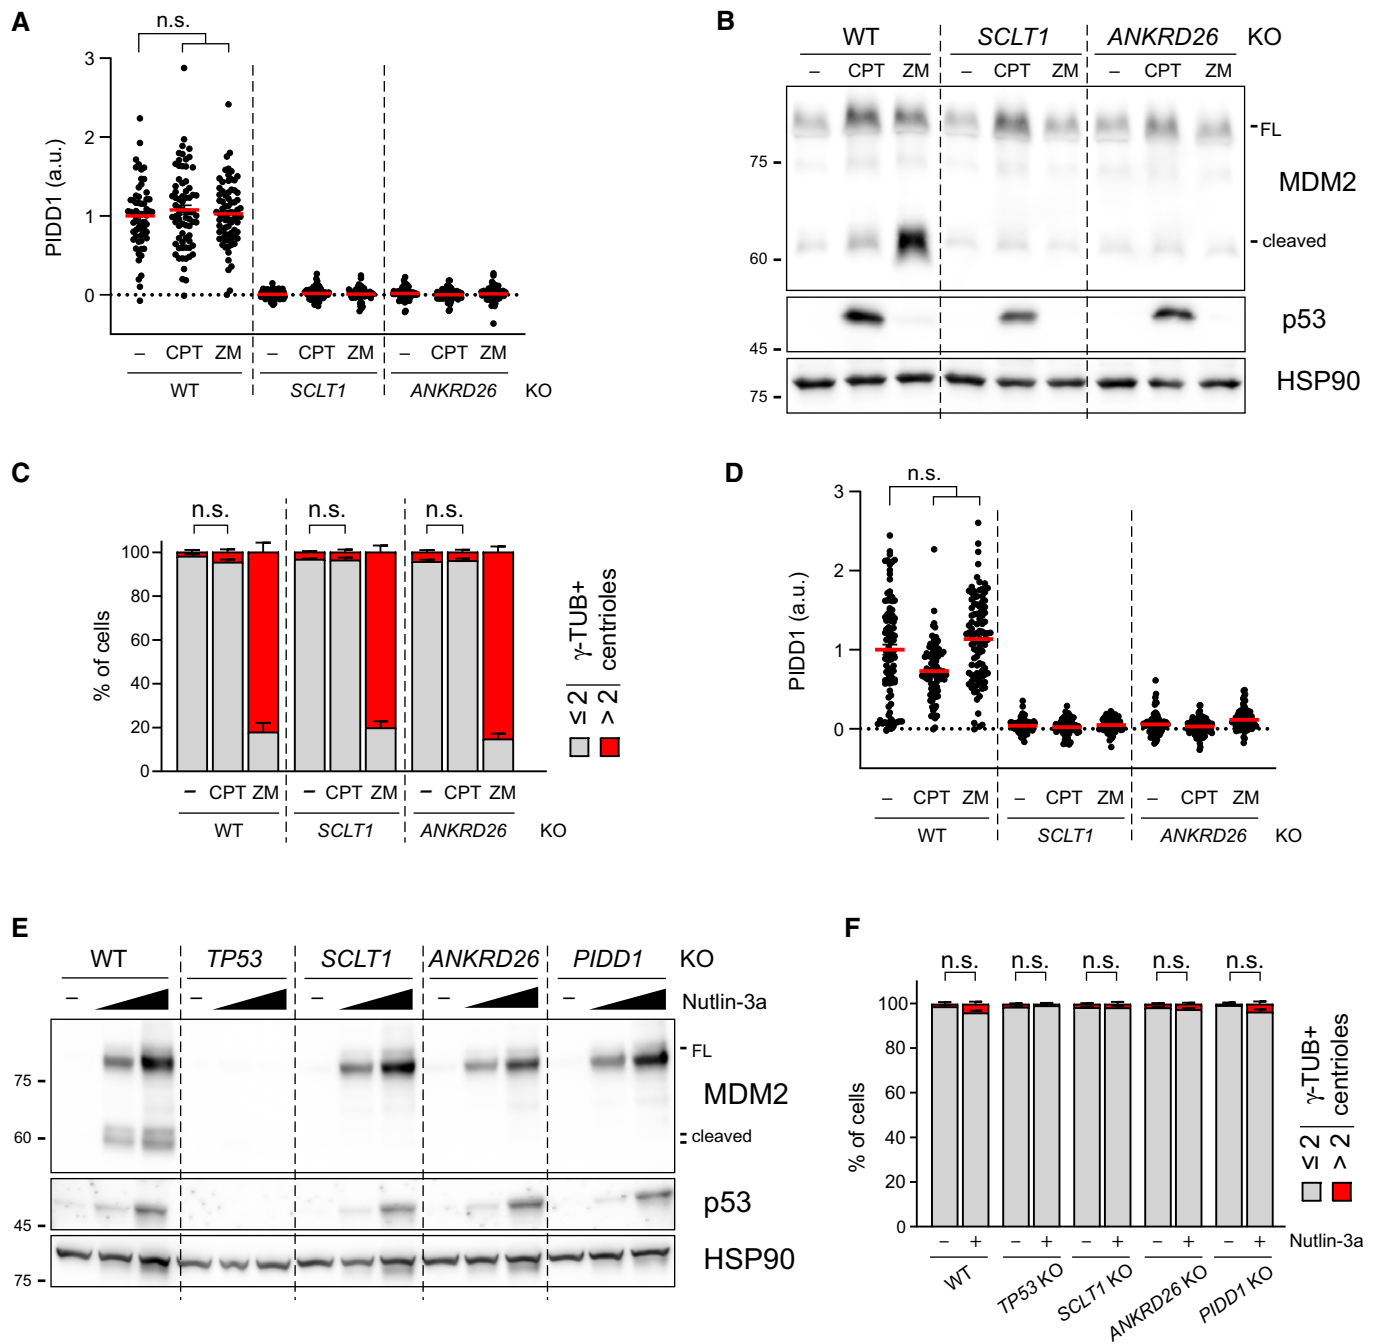 A
n.s.
3
2
1
0
PIDD1 (a.u.)
– CPT ZM – CPT ZM – CPT ZM
WT SCLT1 ANKRD26 KO
B
WT SCLT1 ANKRD26 KO
– CPT ZM – CPT ZM – CPT ZM
FL
75
MDM2
cleaved
60
p53
45
HSP90
75
C
n.s. n.s. n.s.
100
80
60
40
20
0
% of cells
γ-TUB+
centrioles
≤ 2
> 2
– CPT ZM – CPT ZM – CPT ZM
WT SCLT1 ANKRD26 KO
D
n.s.
3
2
1
0
PIDD1 (a.u.)
– CPT ZM – CPT ZM – CPT ZM
WT SCLT1 ANKRD26 KO
E
WT TP53 SCLT1 ANKRD26 PIDD1 KO
– – – – – Nutlin-3a
FL
75
MDM2
60
cleaved
p53
45
HSP90
75
F
n.s. n.s. n.s. n.s. n.s.
100
80
60
40
20
0
% of cells
γ-TUB+
centrioles
≤ 2
> 2
– + – + – + – + – + Nutlin-3a
WT TP53 KO SCLT1 KO ANKRD26 KO PIDD1 KO